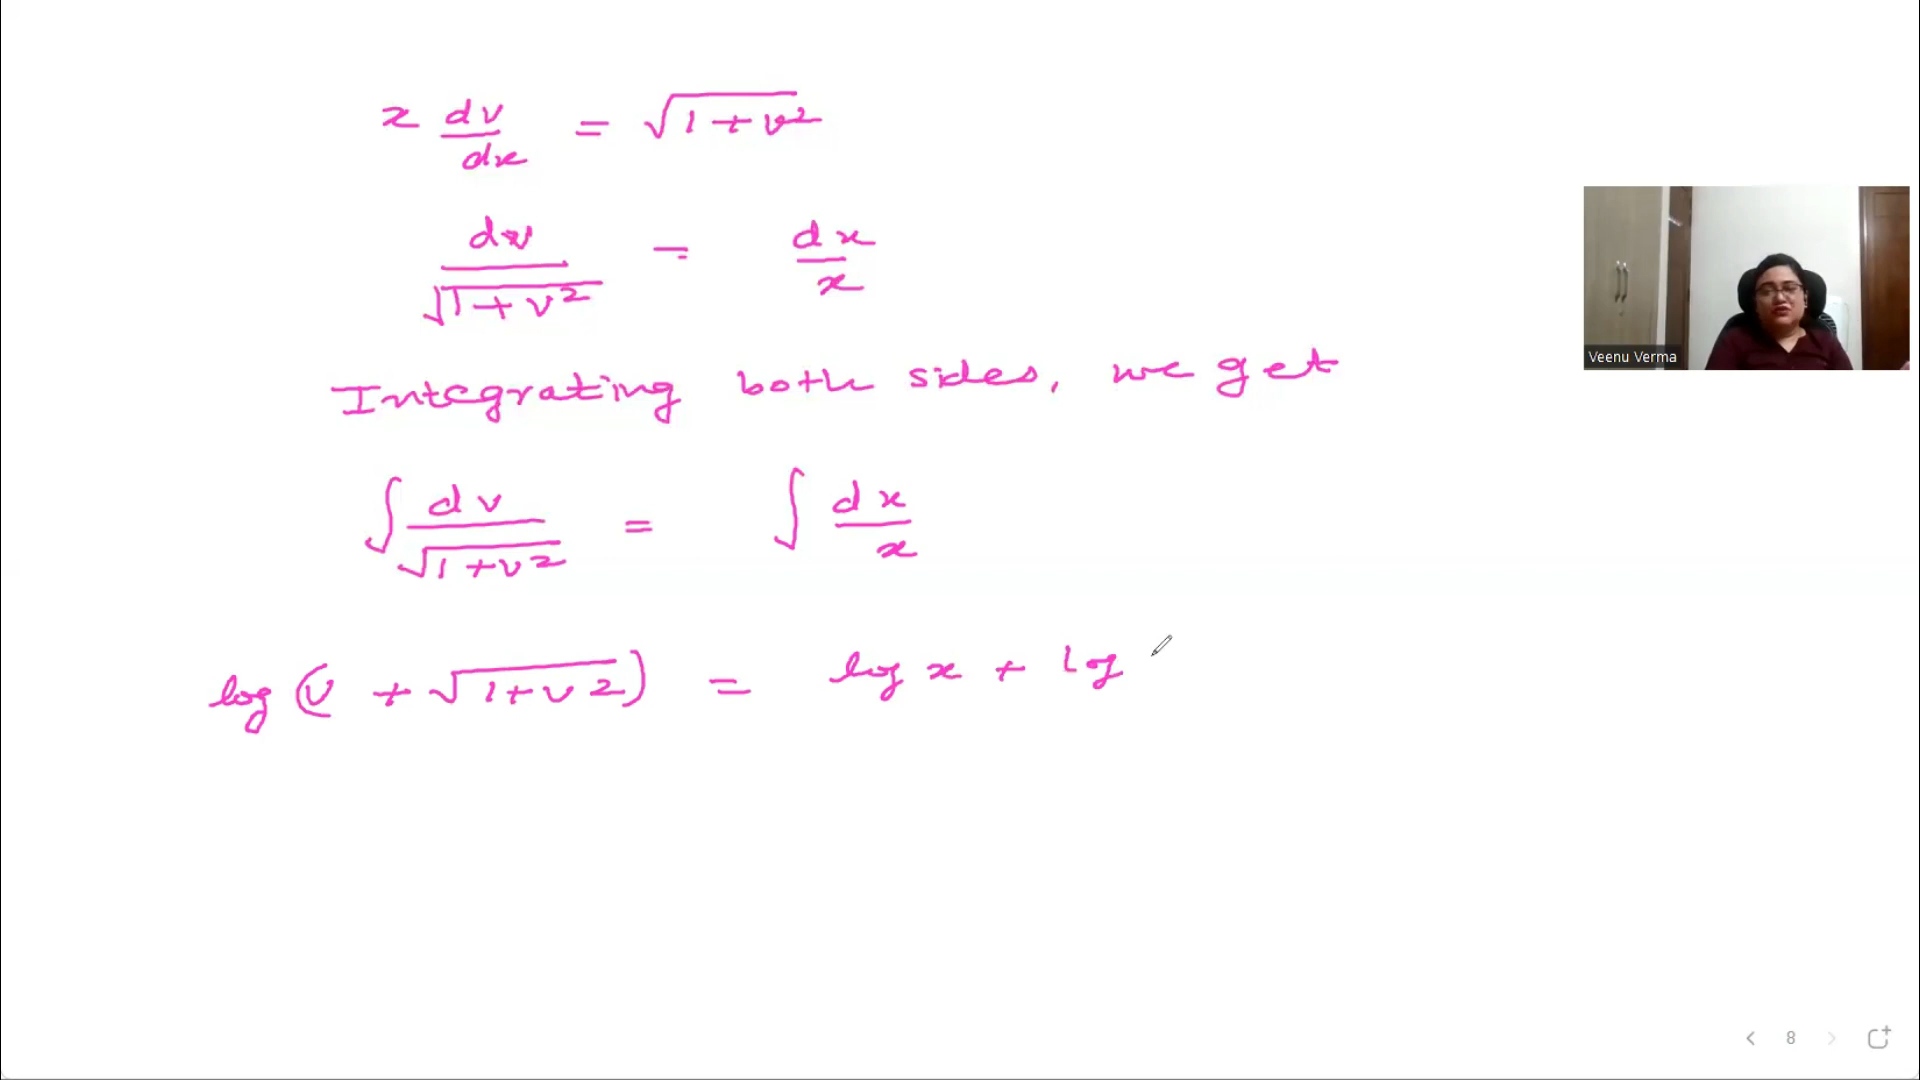 x dv/dx = √1+v²
dv/√1+v² = dx/x
Integrating both sides, we get
∫ dv/√1+v² = ∫ dx/x
log (v + √1+v2) = log x + log
Veenu Verma
8